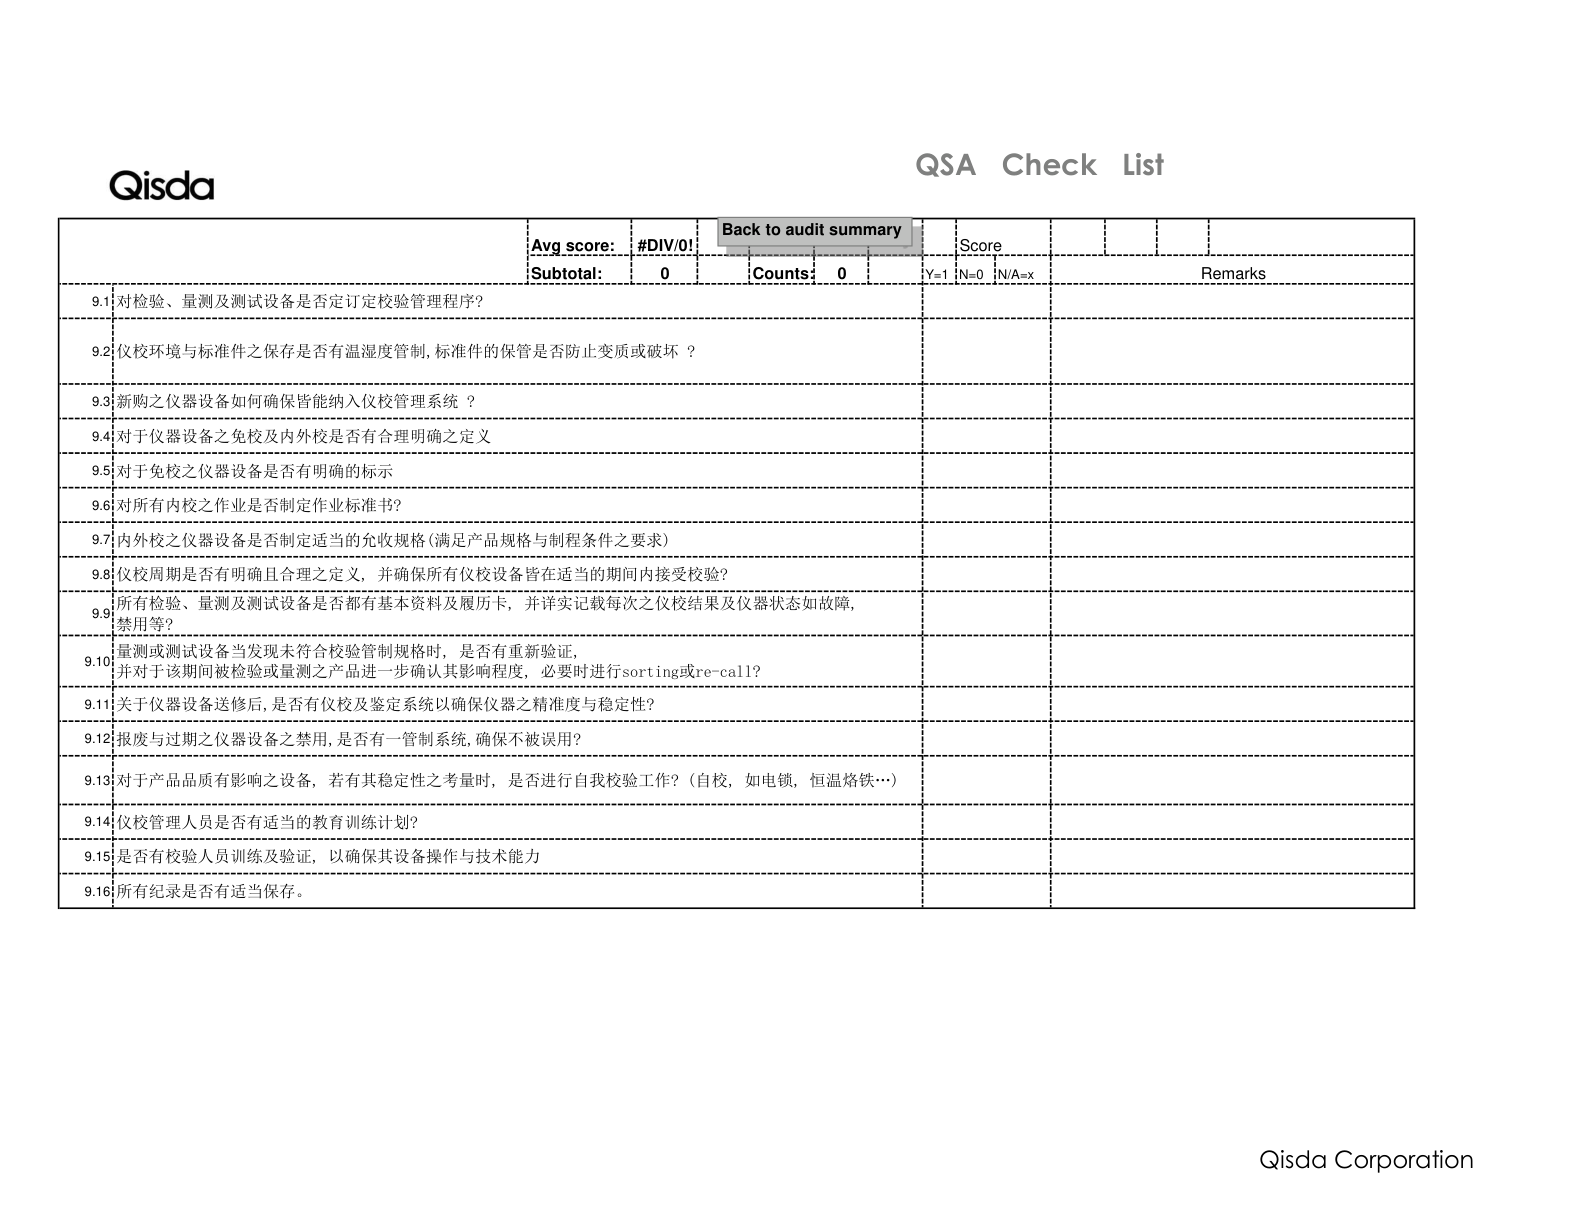 QSA Check List
Qisda
Back to audit summary
Avg score: #DIV/0! Score
Subtotal: 0 Counts: 0 Y=1 N=0 N/A=x Remarks
9.1 对检验、量测及测试设备是否定订定校验管理程序?
9.2 仪校环境与标准件之保存是否有温湿度管制,标准件的保管是否防止变质或破坏 ?
9.3 新购之仪器设备如何确保皆能纳入仪校管理系统 ?
9.4 对于仪器设备之免校及内外校是否有合理明确之定义
9.5 对于免校之仪器设备是否有明确的标示
9.6 对所有内校之作业是否制定作业标准书?
9.7 内外校之仪器设备是否制定适当的允收规格(满足产品规格与制程条件之要求)
9.8 仪校周期是否有明确且合理之定义, 并确保所有仪校设备皆在适当的期间内接受校验?
9.9 所有检验、量测及测试设备是否都有基本资料及履历卡, 并详实记载每次之仪校结果及仪器状态如故障,
禁用等?
9.10 量测或测试设备当发现未符合校验管制规格时, 是否有重新验证,
并对于该期间被检验或量测之产品进一步确认其影响程度, 必要时进行sorting或re-call?
9.11 关于仪器设备送修后,是否有仪校及鉴定系统以确保仪器之精准度与稳定性?
9.12 报废与过期之仪器设备之禁用,是否有一管制系统,确保不被误用?
9.13 对于产品品质有影响之设备, 若有其稳定性之考量时, 是否进行自我校验工作? (自校, 如电锁, 恒温烙铁…)
9.14 仪校管理人员是否有适当的教育训练计划?
9.15 是否有校验人员训练及验证, 以确保其设备操作与技术能力
9.16 所有纪录是否有适当保存。
Qisda Corporation